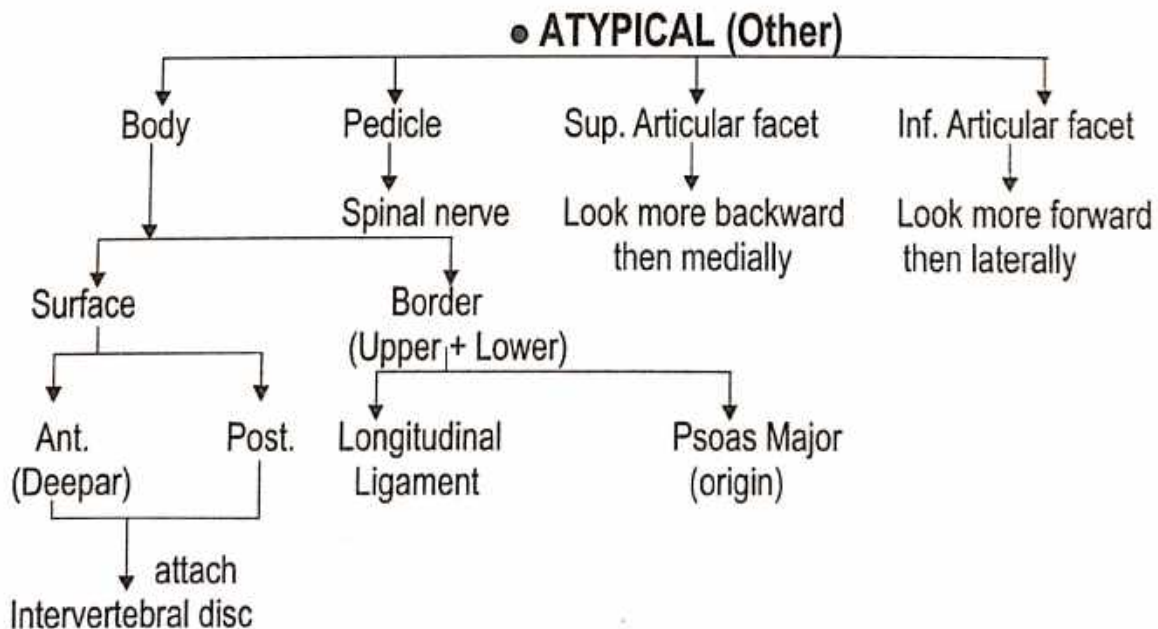 • ATYPICAL (Other)
Body
Pedicle
Sup. Articular facet
Inf. Articular facet
Spinal nerve
Look more backward
then medially
Look more forward
then laterally
Surface
Border
(Upper + Lower)
Ant.
(Deepar)
Post.
Longitudinal
Ligament
Psoas Major
(origin)
attach
Intervertebral disc